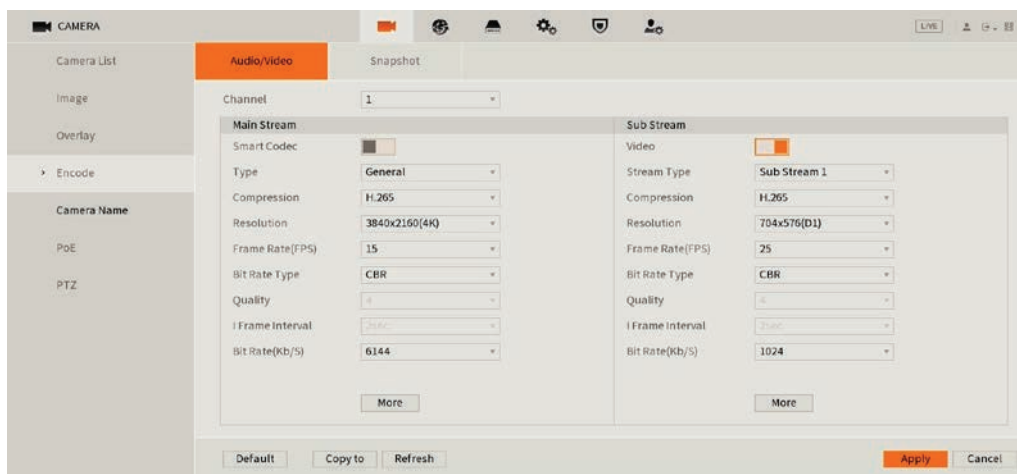 CAMERA
LIVE
Camera List
Image
Overlay
Encode
Camera Name
PoE
PTZ
Audio/Video Snapshot
Channel 1
Main Stream Sub Stream
Smart Codec Video
Type General Stream Type Sub Stream 1
Compression H.265 Compression H.265
Resolution 3840x2160(4K) Resolution 704x576(D1)
Frame Rate(FPS) 15 Frame Rate(FPS) 25
Bit Rate Type CBR Bit Rate Type CBR
Quality 4 Quality 4
I Frame Interval 2sec. I Frame Interval 2sec.
Bit Rate(Kb/S) 6144 Bit Rate(Kb/S) 1024
More More
Default Copy to Refresh Apply Cancel